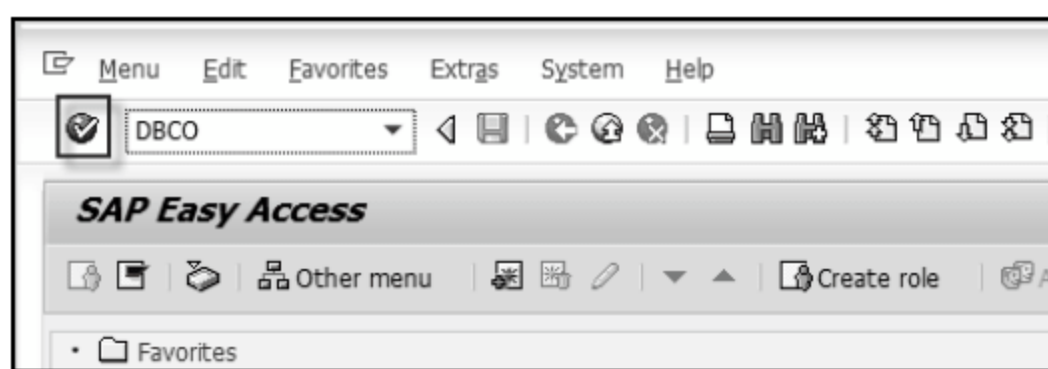 Menu Edit Favorites Extras System Help
DBCO
SAP Easy Access
Other menu Create role A
Favorites